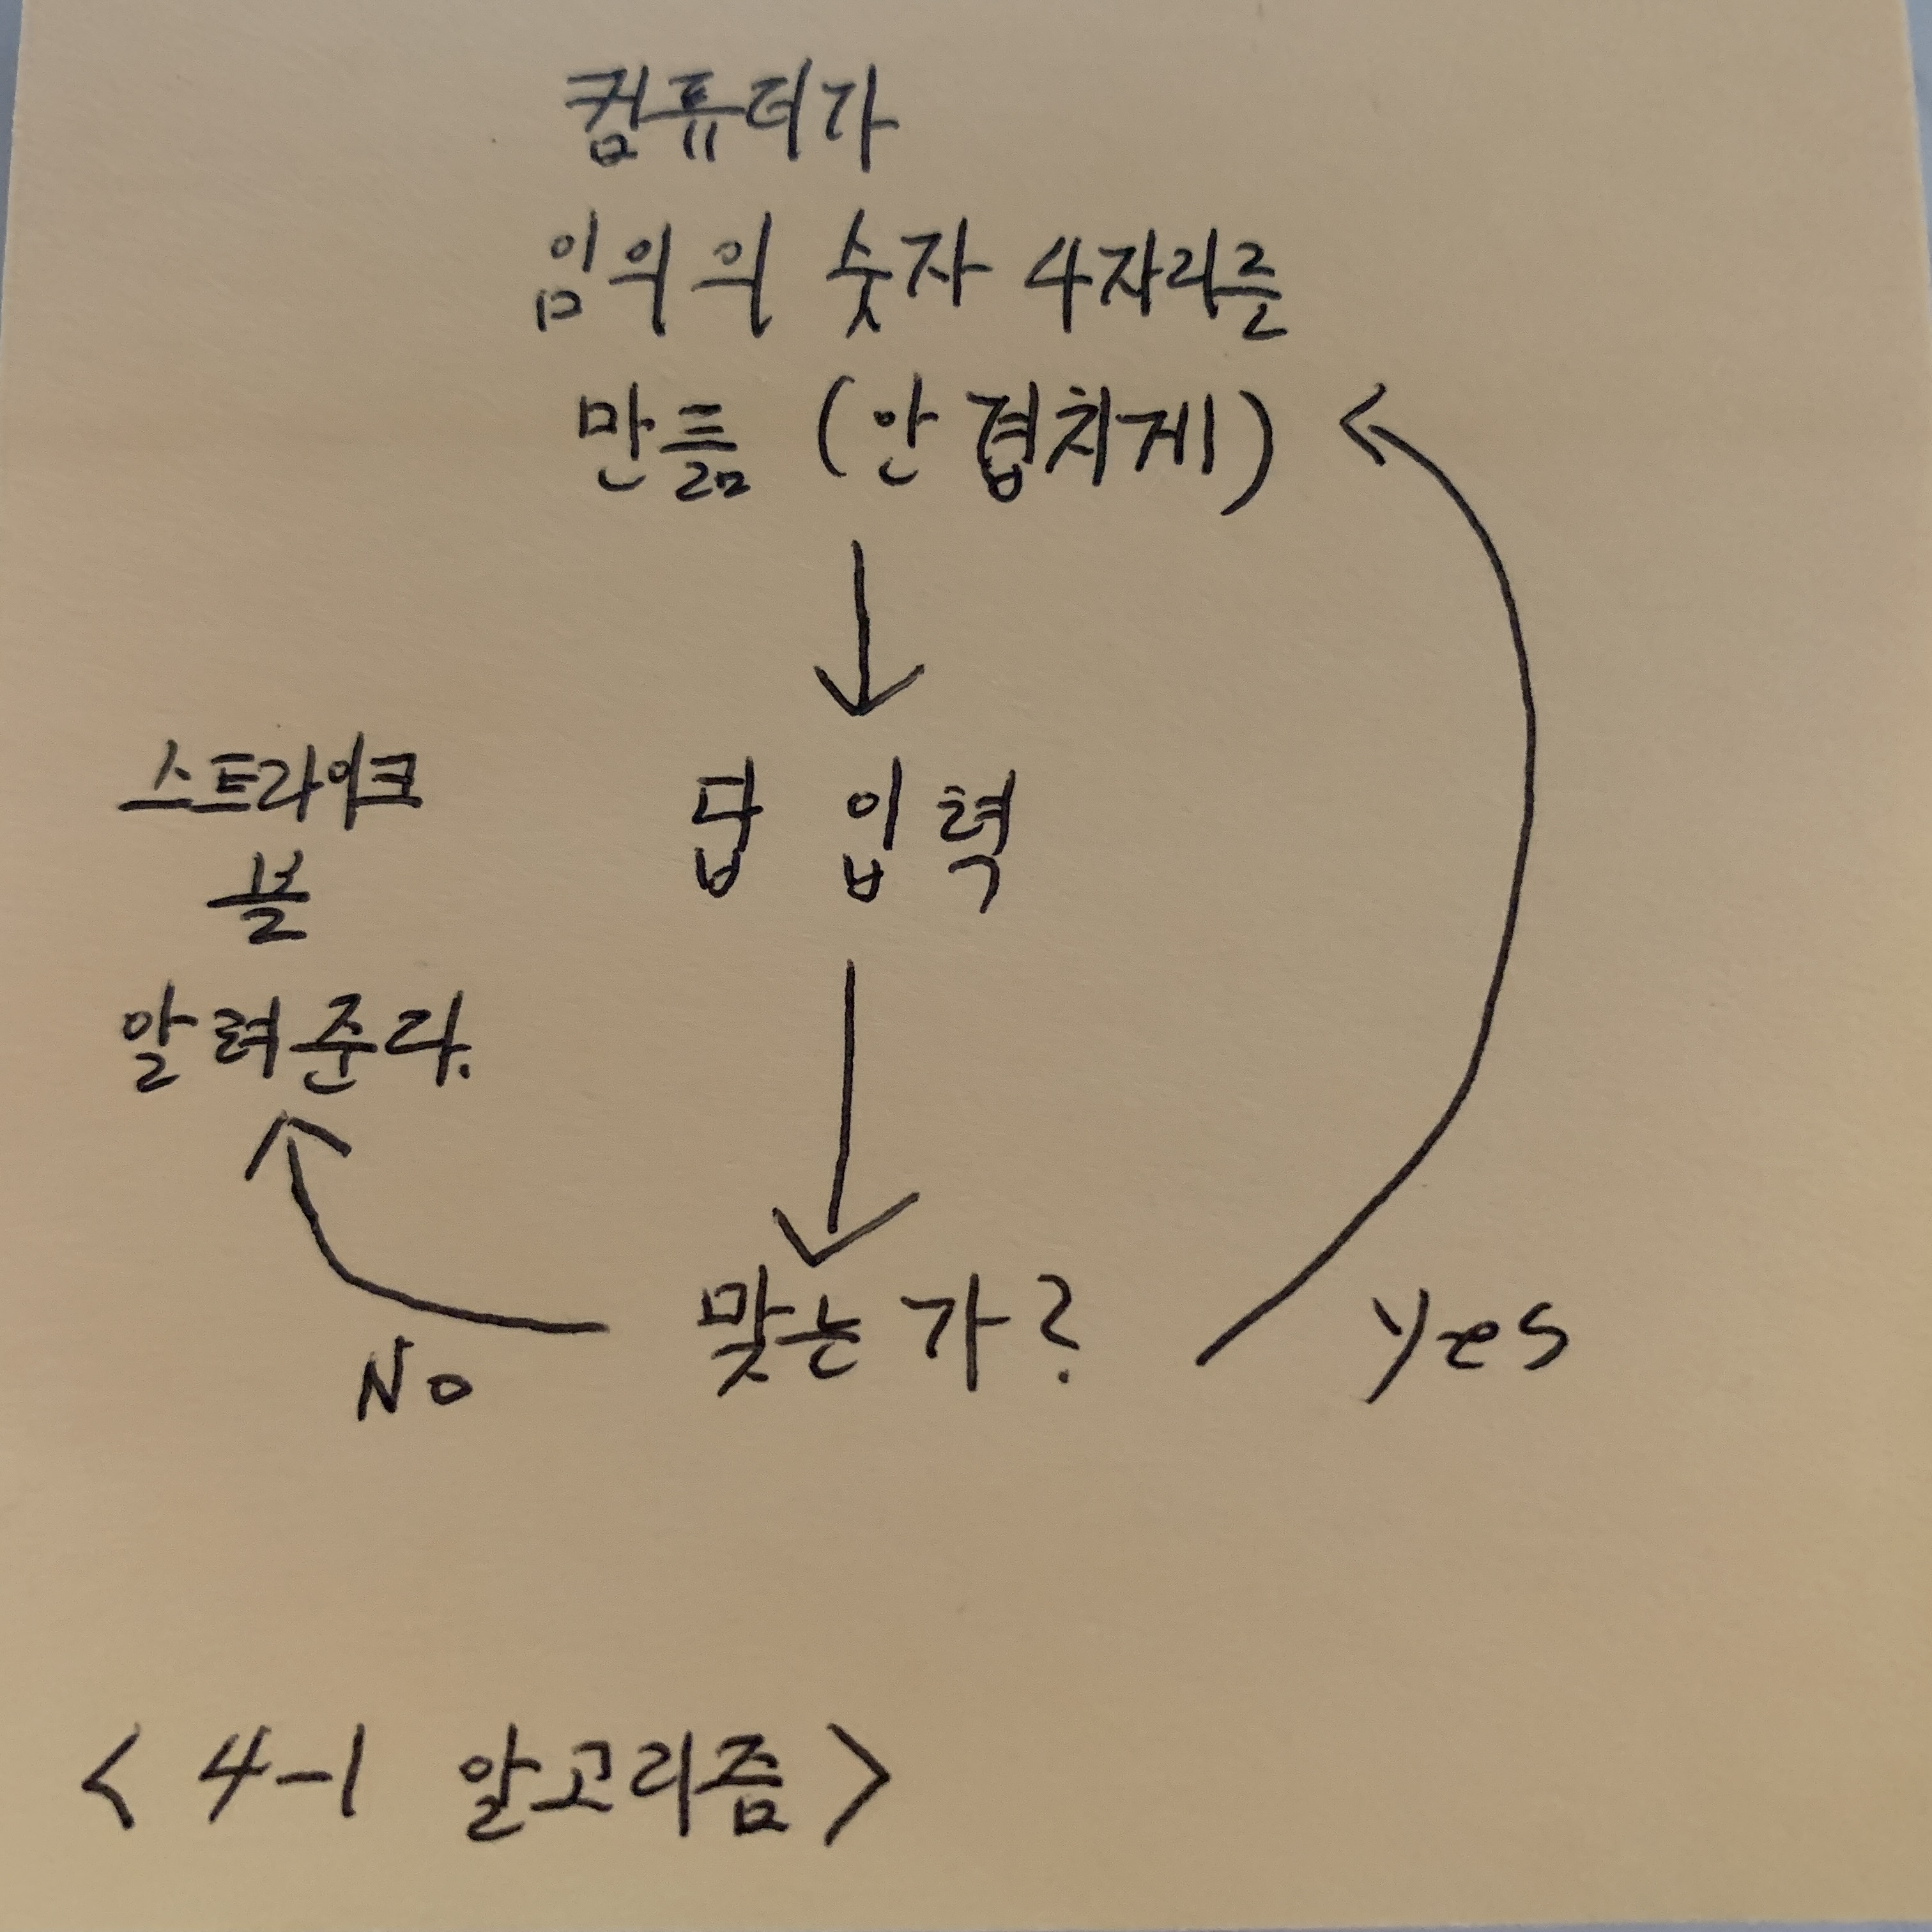 컴퓨터가
임의의 숫자 4자리를
만듦 (안 겹치게)
답 입력
스트라이크
볼
알려준다.
맞는가?
No
yes
< 4-1 알고리즘 >